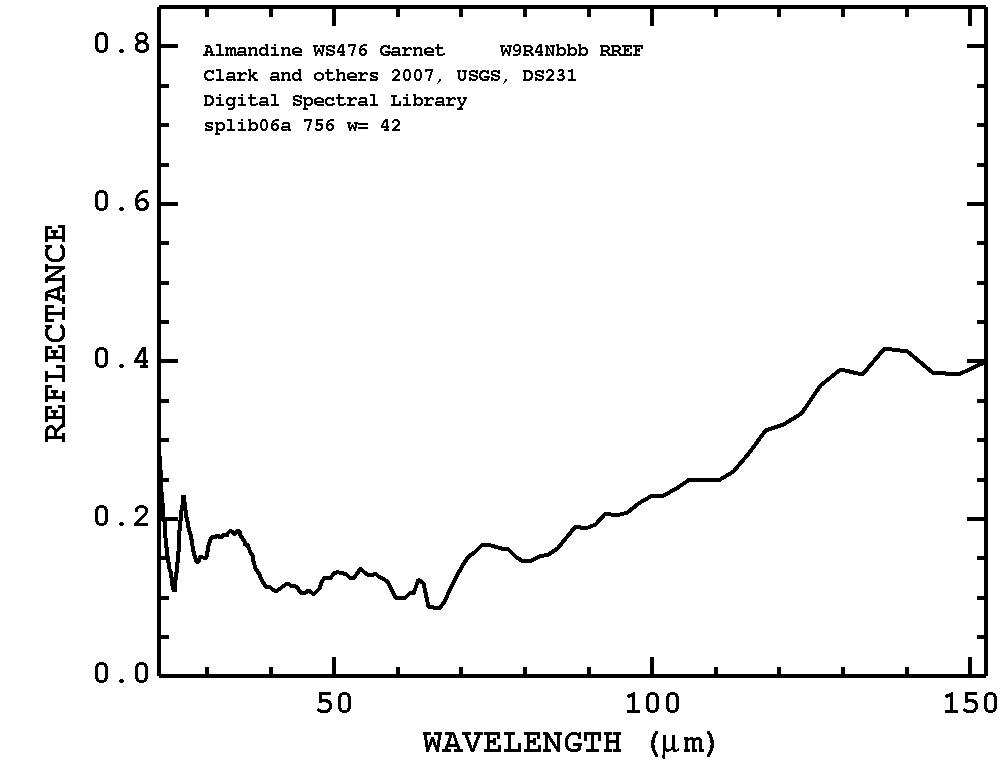 Almandine WS476 Garnet W9R4Nbbb RREF
Clark and others 2007, USGS, DS231
Digital Spectral Library
splib06a 756 w= 42
0.8
0.6
0.4
0.2
0.0
REFLECTANCE
50 100 150
WAVELENGTH (μm)